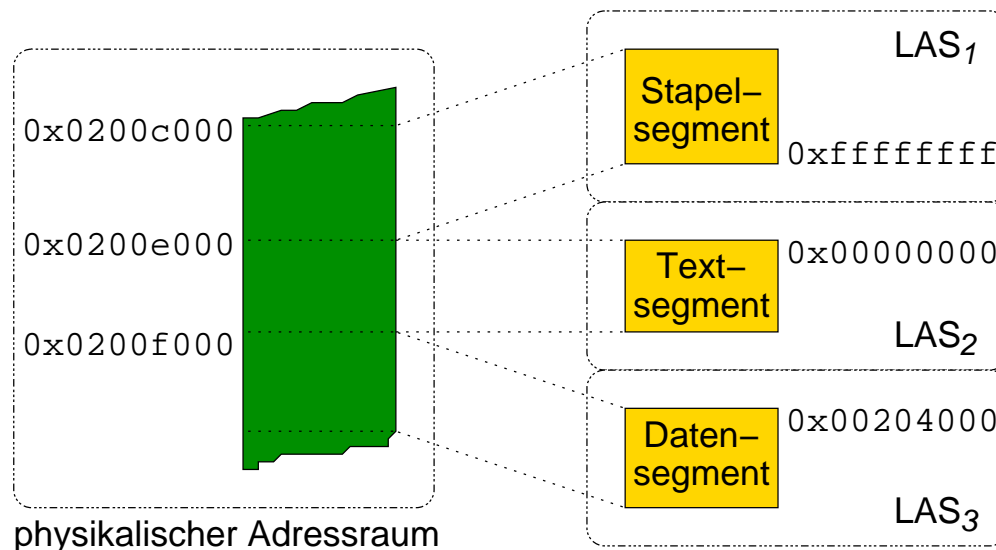 0x0200c000
0x0200e000
0x0200f000
physikalischer Adressraum
LAS1
Stapel–
segment
0xffffffff
Text–
segment
0x00000000
LAS2
Daten–
segment
0x00204000
LAS3